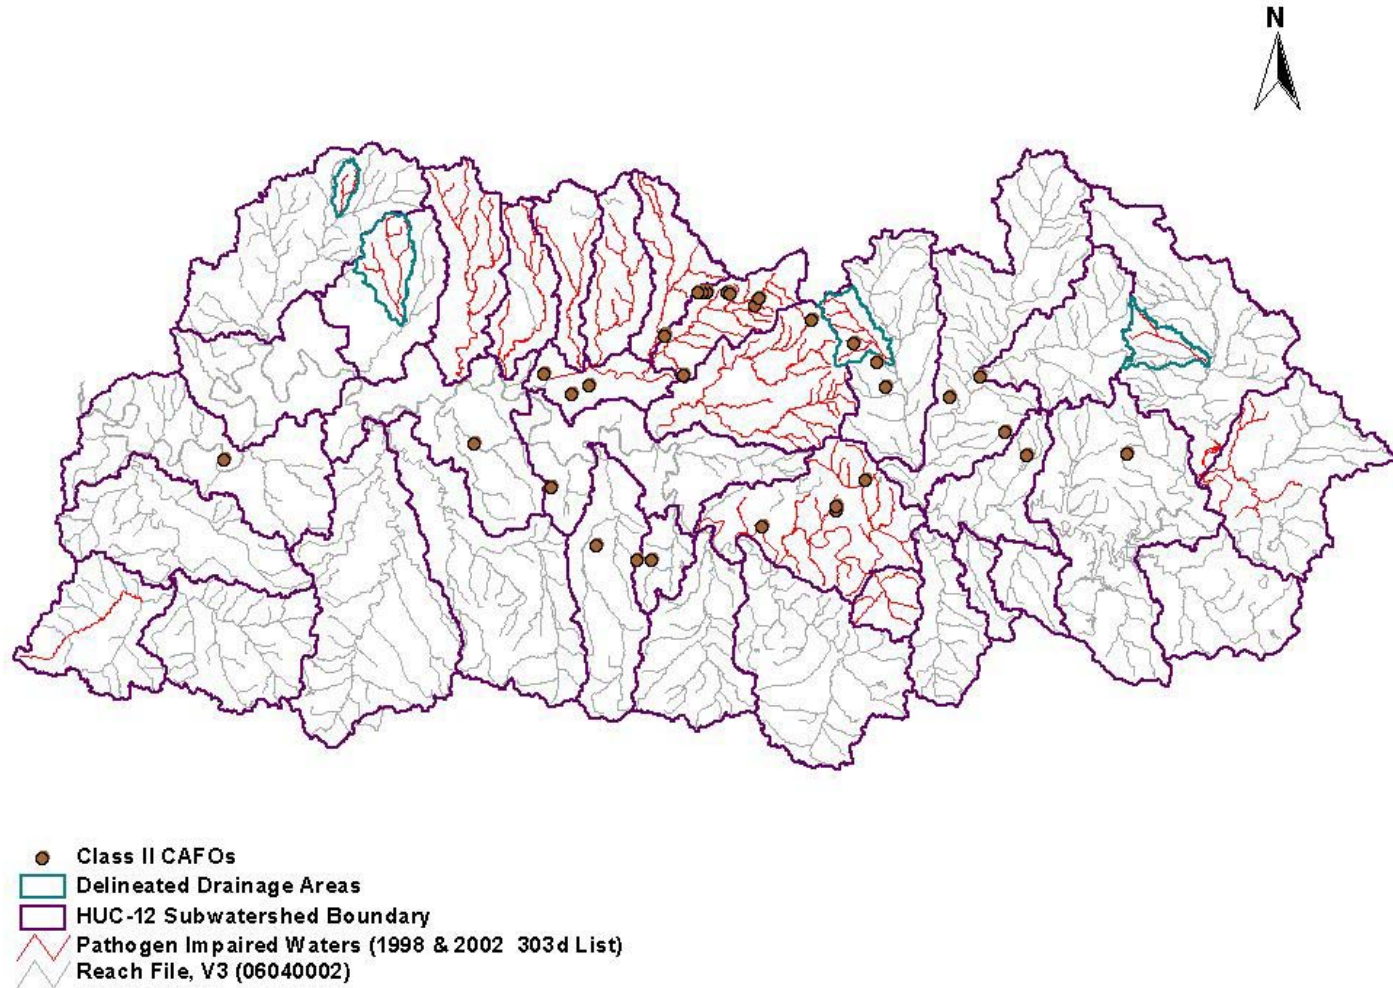 N
Class II CAFOs
Delineated Drainage Areas
HUC-12 Subwatershed Boundary
Pathogen Impaired Waters (1998 & 2002 303d List)
Reach File, V3 (06040002)